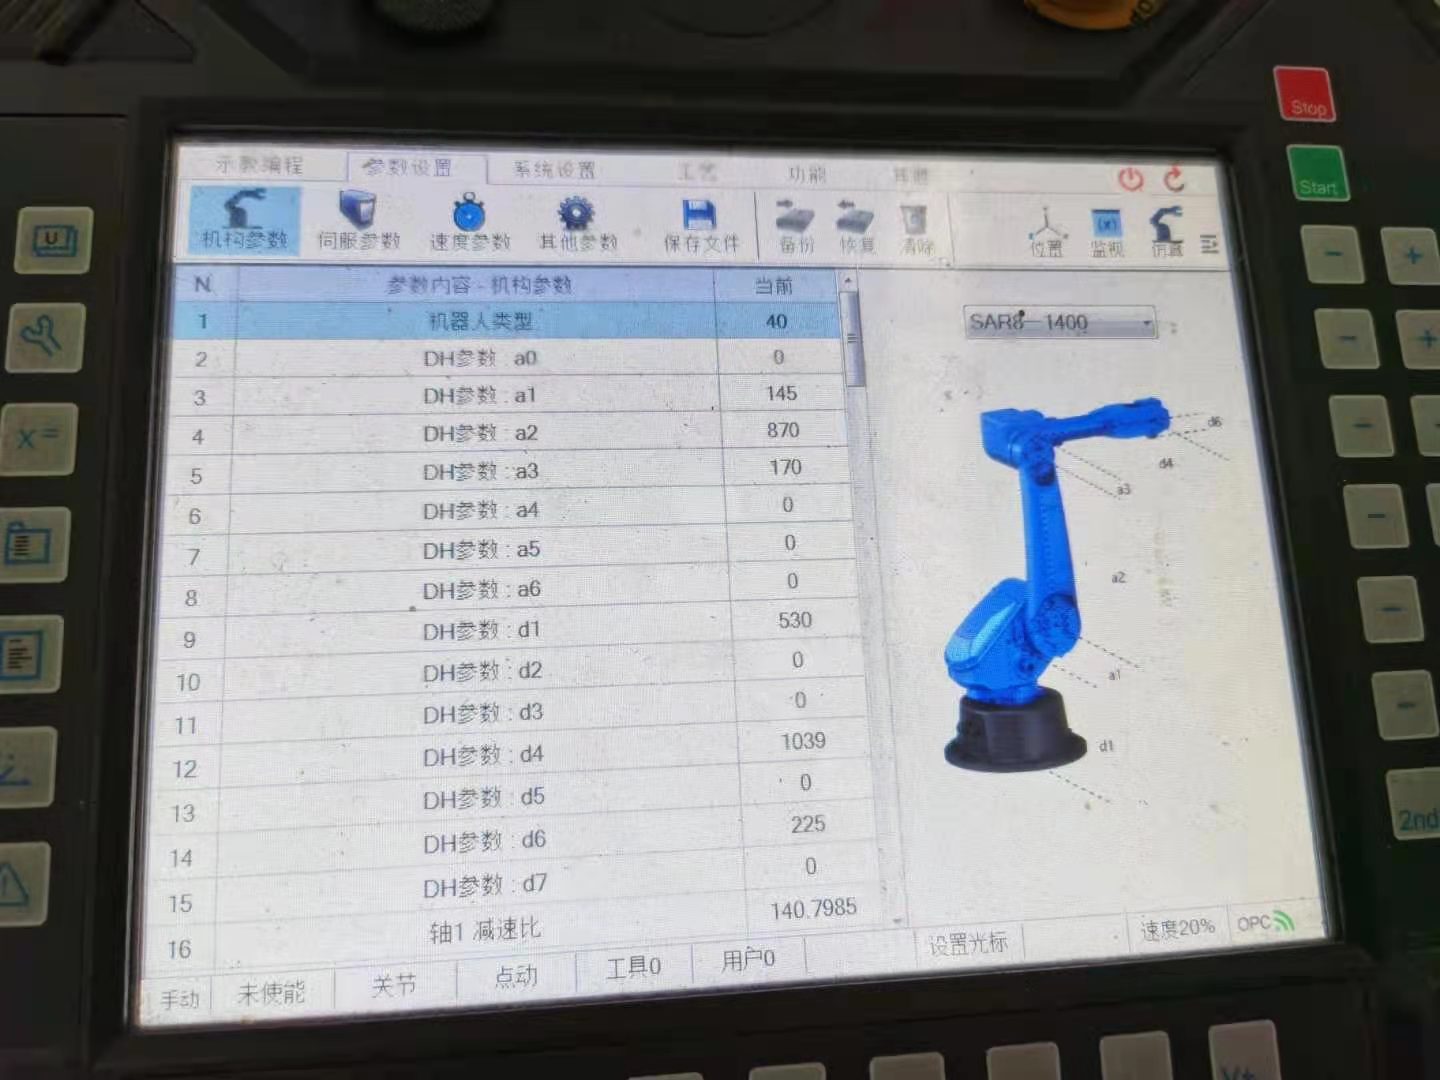 Stop
Start
示教编程 参数设置 系统设置 工艺 功能
机构参数 伺服参数 速度参数 其他参数 保存文件 备份 恢复 清除 位置 监视 仿真
N 参数内容 - 机构参数 当前
1 机器人类型 40
2 DH参数 : a0 0
3 DH参数 : a1 145
4 DH参数 : a2 870
5 DH参数 : a3 170
6 DH参数 : a4 0
7 DH参数 : a5 0
8 DH参数 : a6 0
9 DH参数 : d1 530
10 DH参数 : d2 0
11 DH参数 : d3 0
12 DH参数 : d4 1039
13 DH参数 : d5 0
14 DH参数 : d6 225
15 DH参数 : d7 0
16 轴1 减速比 140.7985
SAR8-1400
d6
d4
a3
a2
a1
d1
手动 未使能 关节 点动 工具0 用户0 设置光标 速度20% OPC
U
X =
2nd
V+